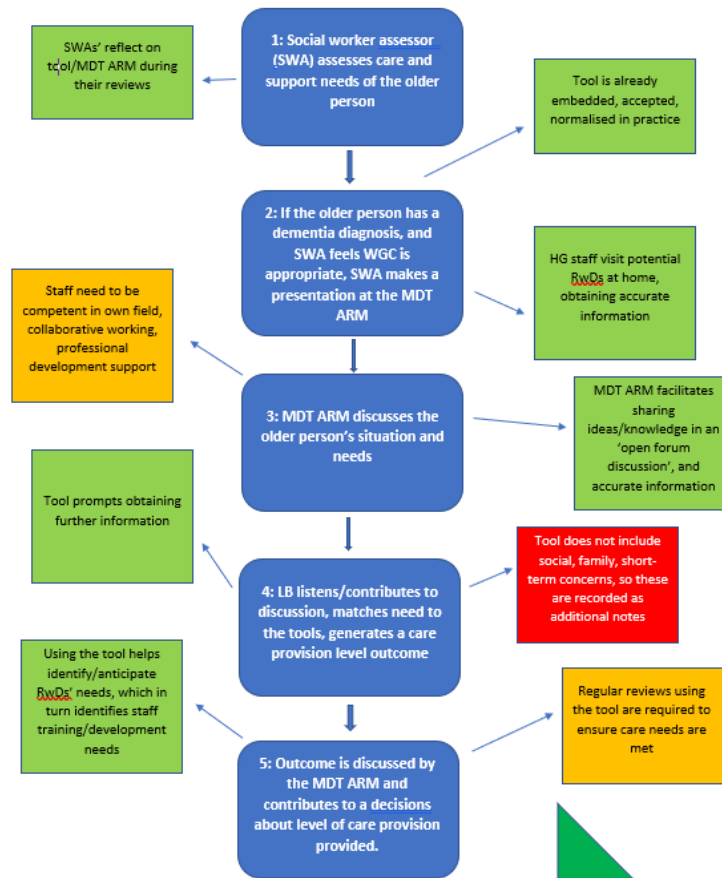 SWAs’ reflect on
tool/MDT ARM during
their reviews
1: Social worker assessor
(SWA) assesses care and
support needs of the older
person
Tool is already
embedded, accepted,
normalised in practice
2: If the older person has a
dementia diagnosis, and
SWA feels WGC is
appropriate, SWA makes a
presentation at the MDT
ARM
HG staff visit potential
RwDs at home,
obtaining accurate
information
Staff need to be
competent in own field,
collaborative working,
professional
development support
3: MDT ARM discusses the
older person’s situation and
needs
MDT ARM facilitates
sharing
ideas/knowledge in an
‘open forum
discussion’, and
accurate information
Tool prompts obtaining
further information
4: LB listens/contributes to
discussion, matches need to
the tools, generates a care
provision level outcome
Tool does not include
social, family, short-
term concerns, so these
are recorded as
additional notes
Using the tool helps
identify/anticipate
RwDs’ needs, which in
turn identifies staff
training/development
needs
5: Outcome is discussed by
the MDT ARM and
contributes to a decisions
about level of care provision
provided.
Regular reviews using
the tool are required to
ensure care needs are
met